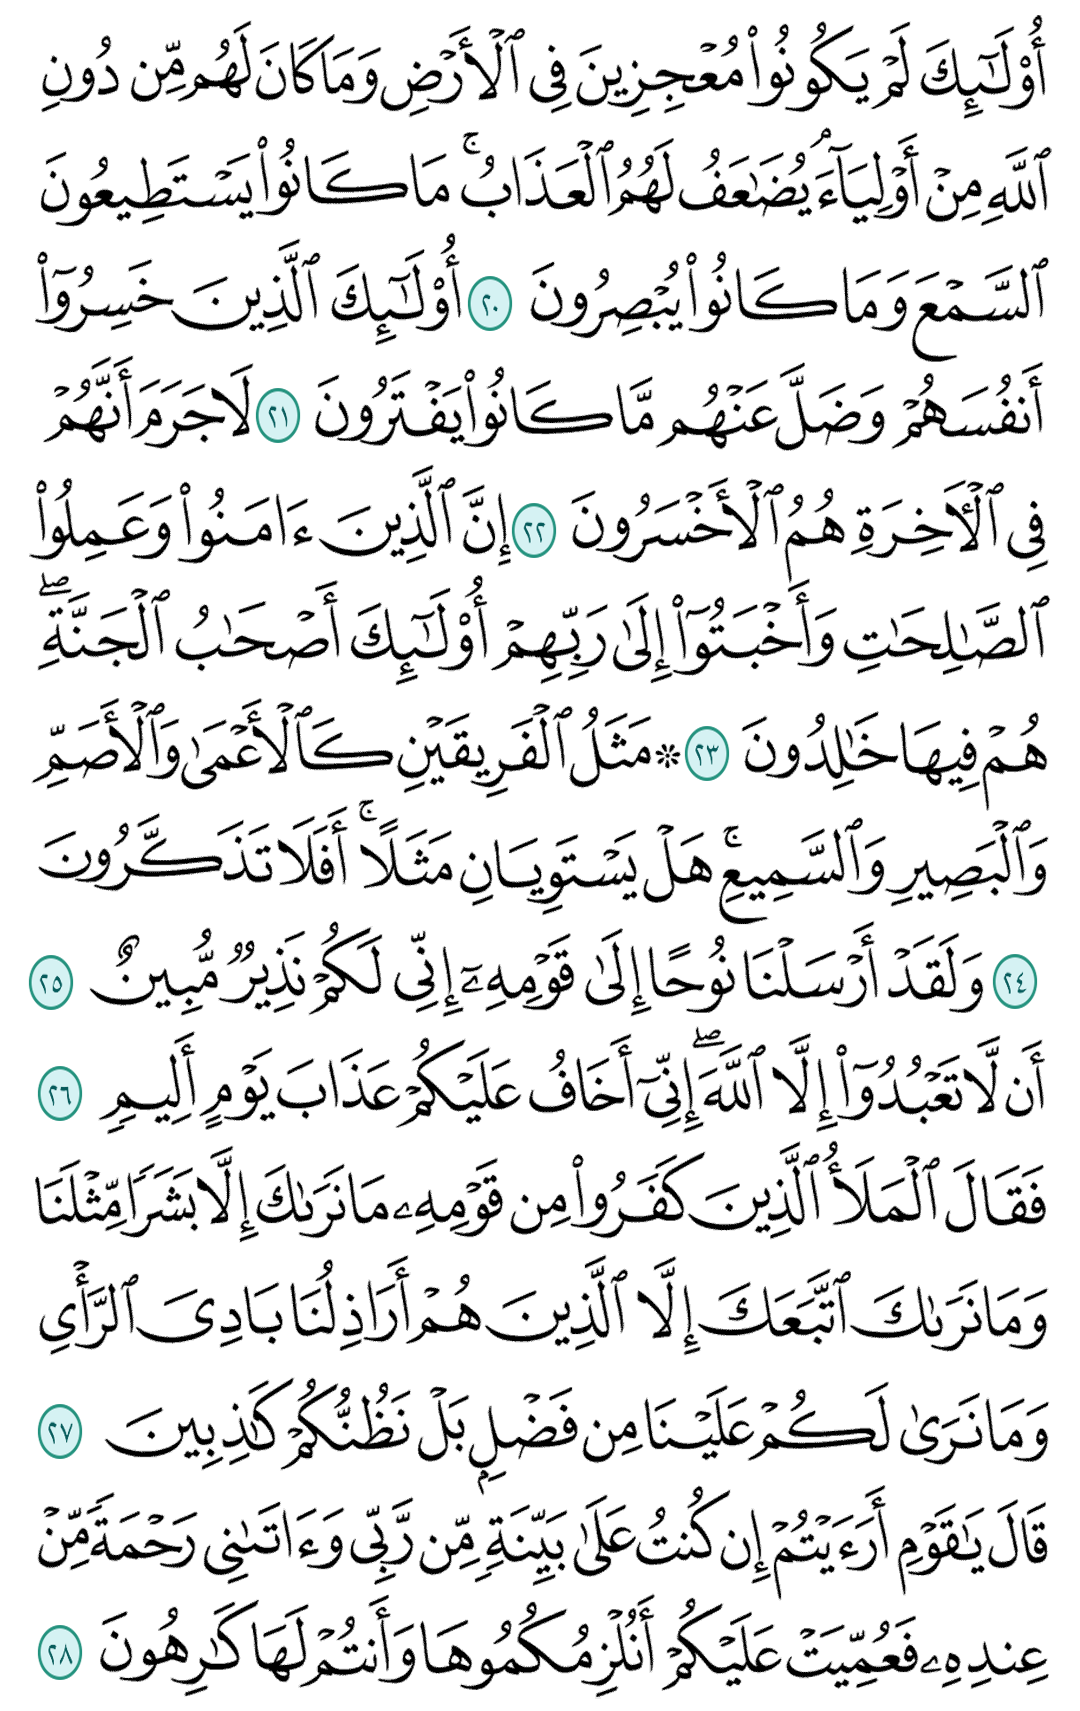 أُوْلَـٰٓئِكَ لَمۡ يَكُونُواْ مُعۡجِزِينَ فِي ٱلۡأَرۡضِ وَمَا كَانَ لَهُم مِّن دُونِ
ٱللَّهِ مِنۡ أَوۡلِيَآءَۘ يُضَٰعَفُ لَهُمُ ٱلۡعَذَابُۚ مَا كَانُواْ يَسۡتَطِيعُونَ
ٱلسَّمۡعَ وَمَا كَانُواْ يُبۡصِرُونَ ٢٠ أُوْلَـٰٓئِكَ ٱلَّذِينَ خَسِرُوٓاْ
أَنفُسَهُمۡ وَضَلَّ عَنۡهُم مَّا كَانُواْ يَفۡتَرُونَ ٢١ لَا جَرَمَ أَنَّهُمۡ
فِي ٱلۡأٓخِرَةِ هُمُ ٱلۡأَخۡسَرُونَ ٢٢ إِنَّ ٱلَّذِينَ ءَامَنُواْ وَعَمِلُواْ
ٱلصَّـٰلِحَٰتِ وَأَخۡبَتُوٓاْ إِلَىٰ رَبِّهِمۡ أُوْلَـٰٓئِكَ أَصۡحَٰبُ ٱلۡجَنَّةِۖ
هُمۡ فِيهَا خَٰلِدُونَ ٢٣ ۞ مَثَلُ ٱلۡفَرِيقَيۡنِ كَٱلۡأَعۡمَىٰ وَٱلۡأَصَمِّ
وَٱلۡبَصِيرِ وَٱلسَّمِيعِۚ هَلۡ يَسۡتَوِيَانِ مَثَلًاۚ أَفَلَا تَذَكَّرُونَ
٢٤ وَلَقَدۡ أَرۡسَلۡنَا نُوحًا إِلَىٰ قَوۡمِهِۦٓ إِنِّي لَكُمۡ نَذِيرٞ مُّبِينٌ ٢٥
أَن لَّا تَعۡبُدُوٓاْ إِلَّا ٱللَّهَۖ إِنِّيٓ أَخَافُ عَلَيۡكُمۡ عَذَابَ يَوۡمٍ أَلِيمٖ ٢٦
فَقَالَ ٱلۡمَلَأُ ٱلَّذِينَ كَفَرُواْ مِن قَوۡمِهِۦ مَا نَرَىٰكَ إِلَّا بَشَرٗا مِّثۡلَنَا
وَمَا نَرَىٰكَ ٱتَّبَعَكَ إِلَّا ٱلَّذِينَ هُمۡ أَرَاذِلُنَا بَادِيَ ٱلرَّأۡيِ
وَمَا نَرَىٰ لَكُمۡ عَلَيۡنَا مِن فَضۡلِۭ بَلۡ نَظُنُّكُمۡ كَٰذِبِينَ ٢٧
قَالَ يَٰقَوۡمِ أَرَءَيۡتُمۡ إِن كُنتُ عَلَىٰ بَيِّنَةٖ مِّن رَّبِّي وَءَاتَىٰنِي رَحۡمَةٗ مِّنۡ
عِندِهِۦ فَعُمِّيَتۡ عَلَيۡكُمۡ أَنُلۡزِمُكُمُوهَا وَأَنتُمۡ لَهَا كَٰرِهُونَ ٢٨